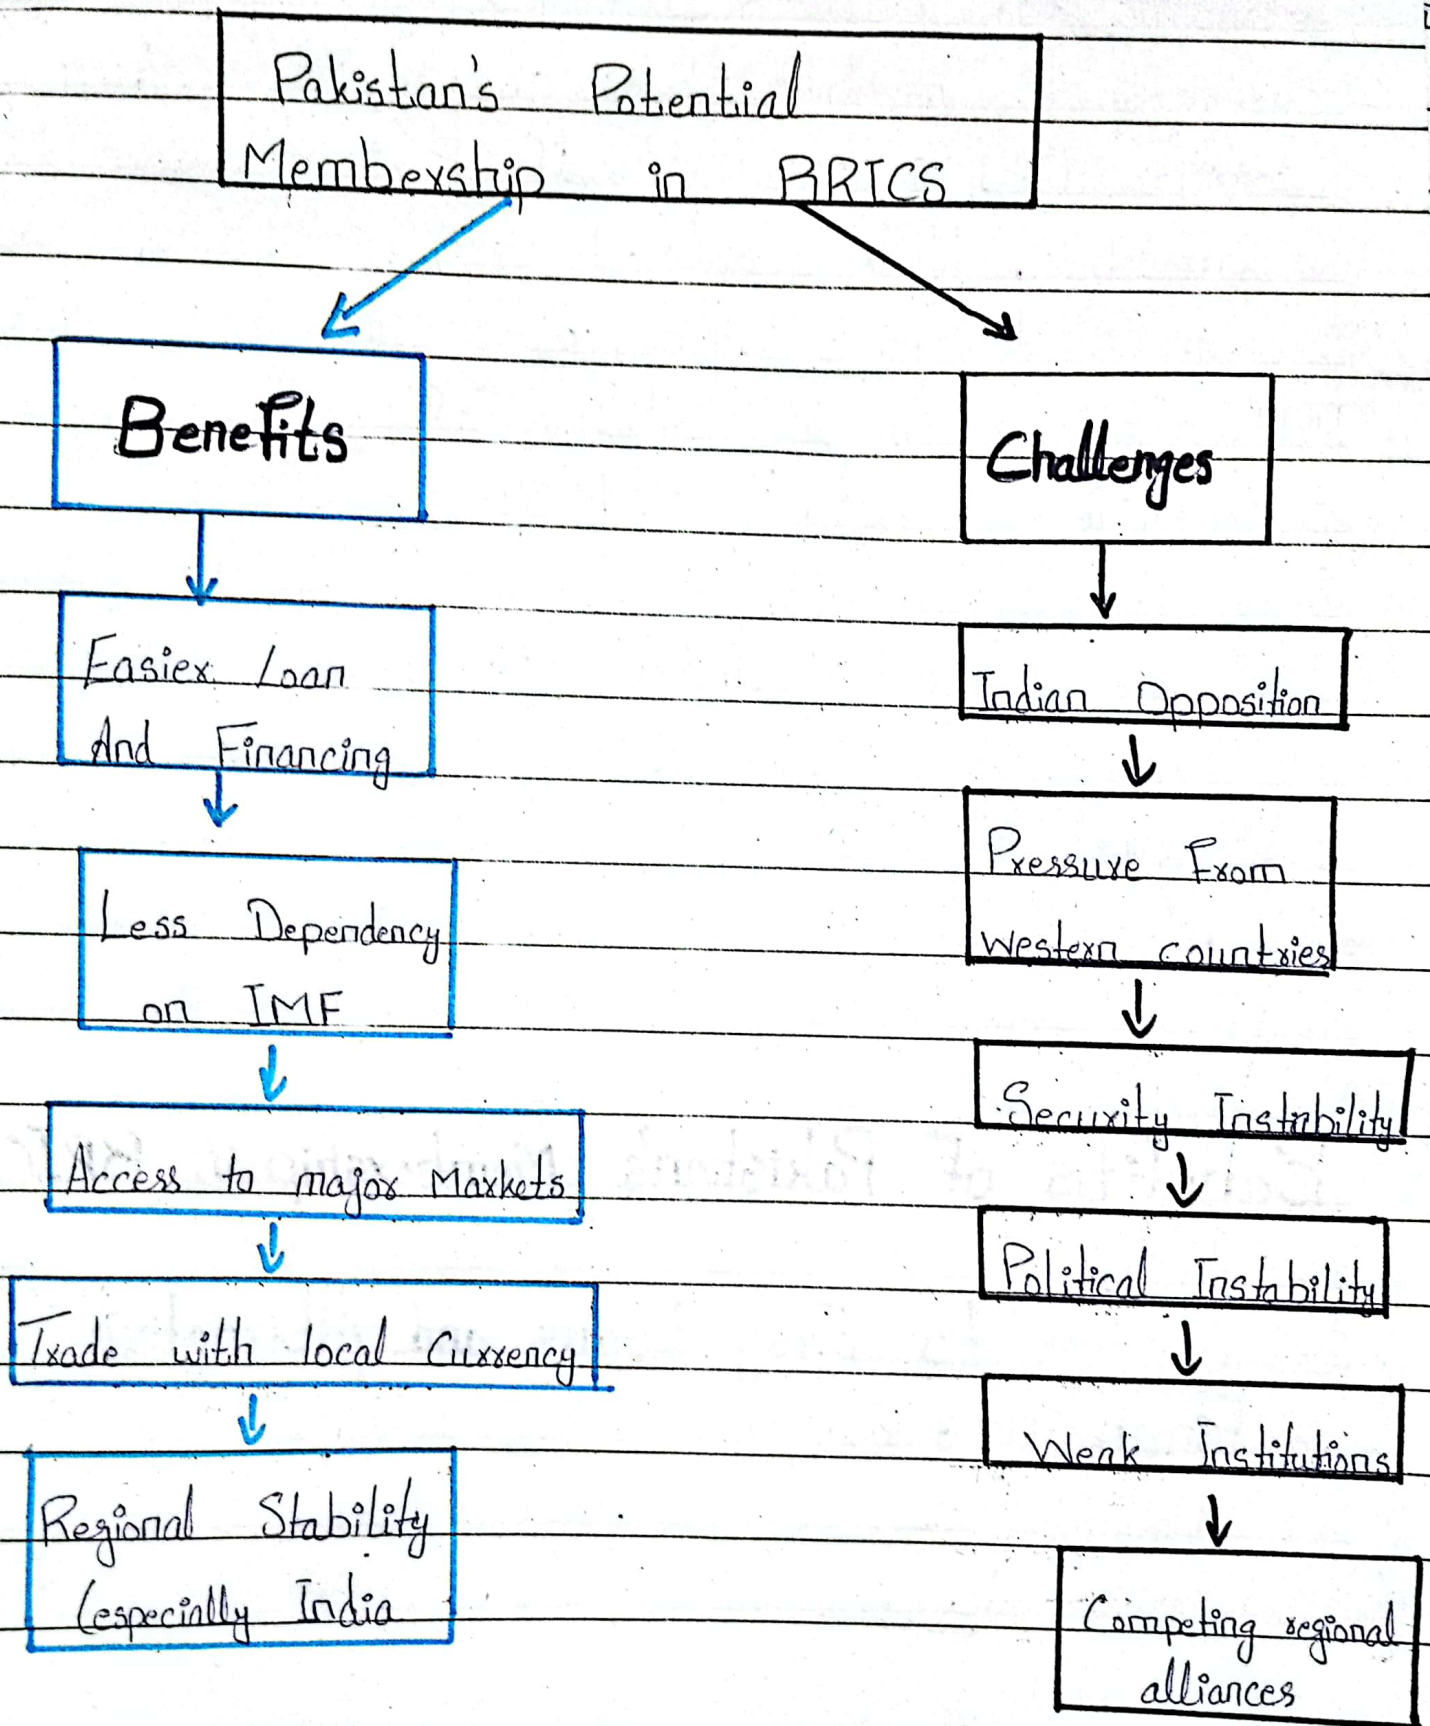 Pakistan's Potential
Membership in BRICS
Benefits
Easier Loan
And Financing
Less Dependency
on IMF
Access to major Markets
Trade with local Currency
Regional Stability
(especially India
Challenges
Indian Opposition
Pressure From
Western countries
Security Instability
Political Instability
Weak Institutions
Competing regional
alliances